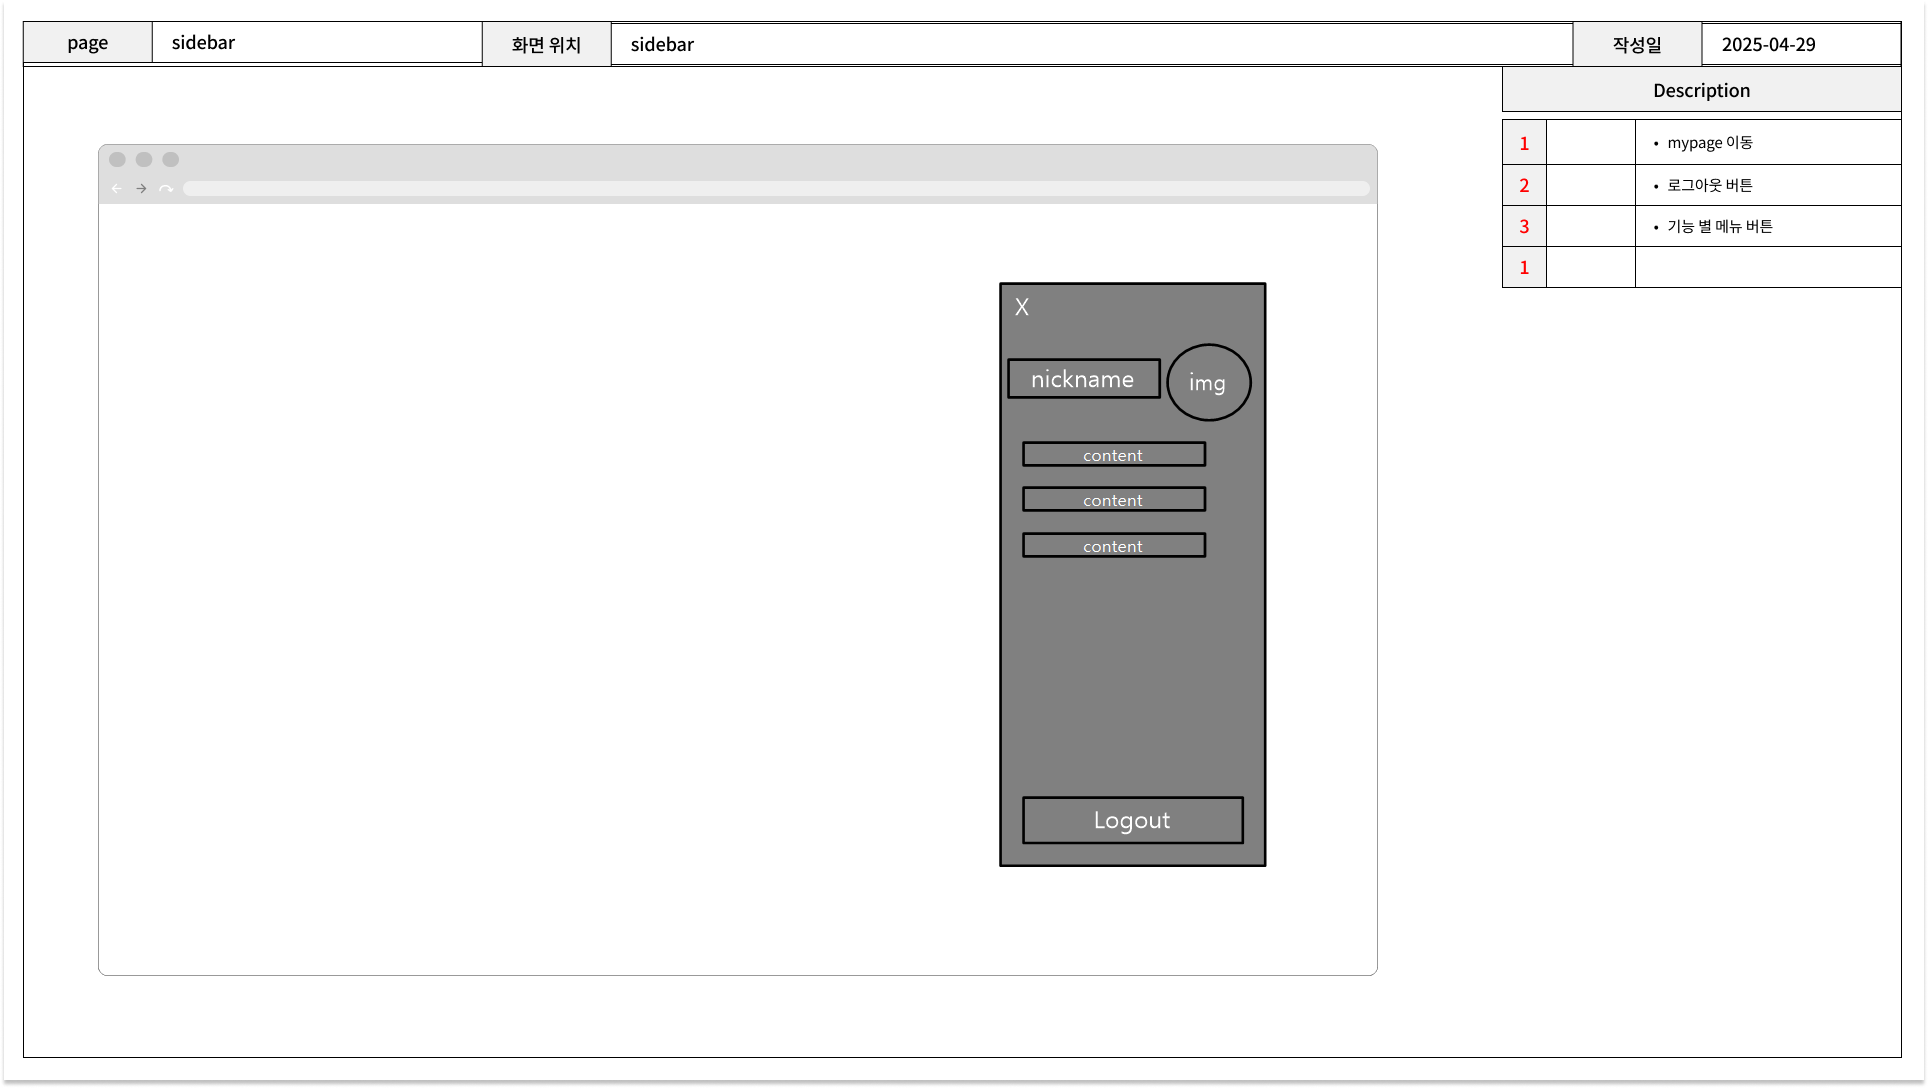 page
sidebar
화면 위치
sidebar
작성일
2025-04-29
Description
1
• mypage 이동
2
• 로그아웃 버튼
3
• 기능 별 메뉴 버튼
1
X
nickname
img
content
content
content
Logout